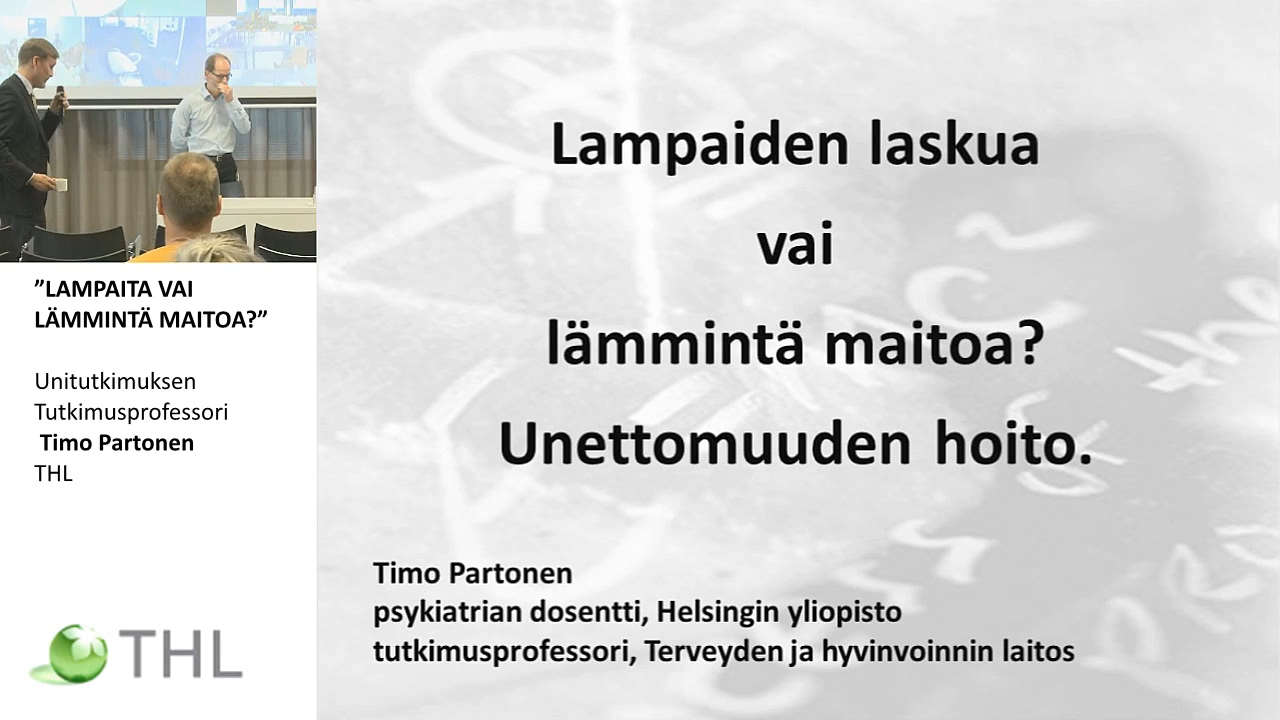 ”LAMPAITA VAI
LÄMMINTÄ MAITOA?”
Unitutkimuksen
Tutkimusprofessori
Timo Partonen
THL
THL
Lampaiden laskua
vai
lämmintä maitoa?
Unettomuuden hoito.
Timo Partonen
psykiatrian dosentti, Helsingin yliopisto
tutkimusprofessori, Terveyden ja hyvinvoinnin laitos